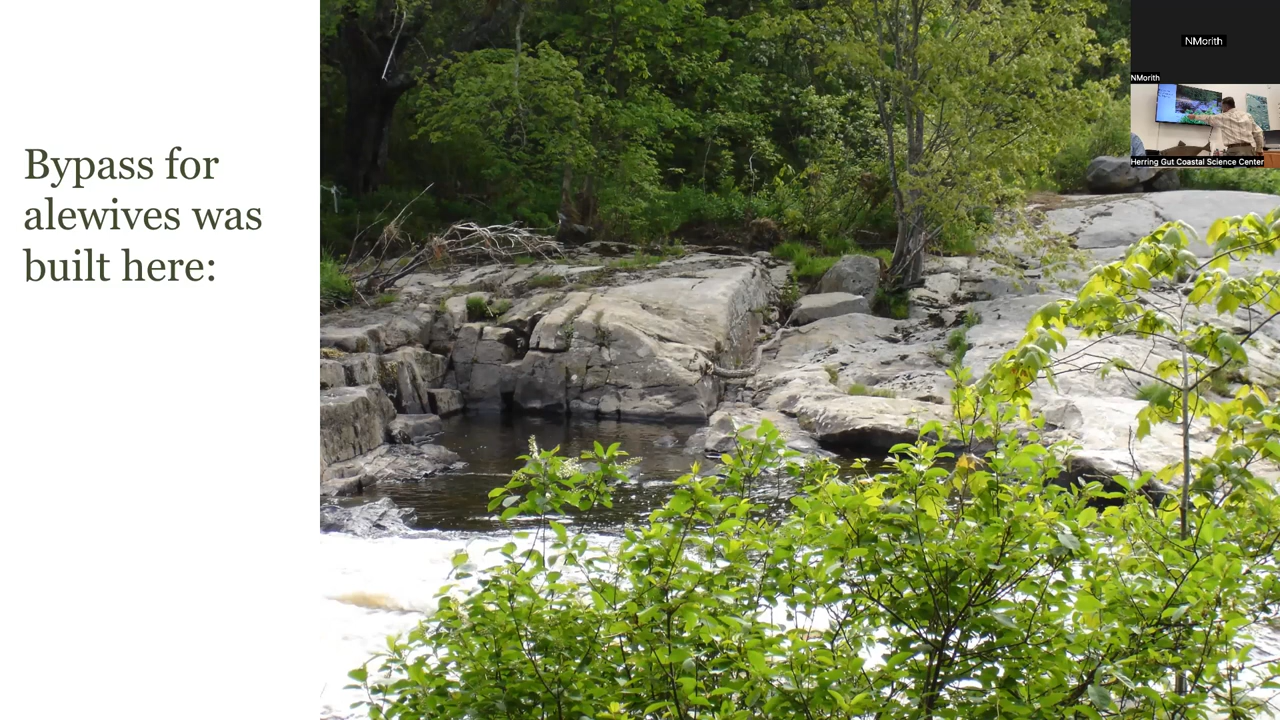 Bypass for
alewives was
built here:
NMorith
NMorith
Herring Gut Coastal Science Center